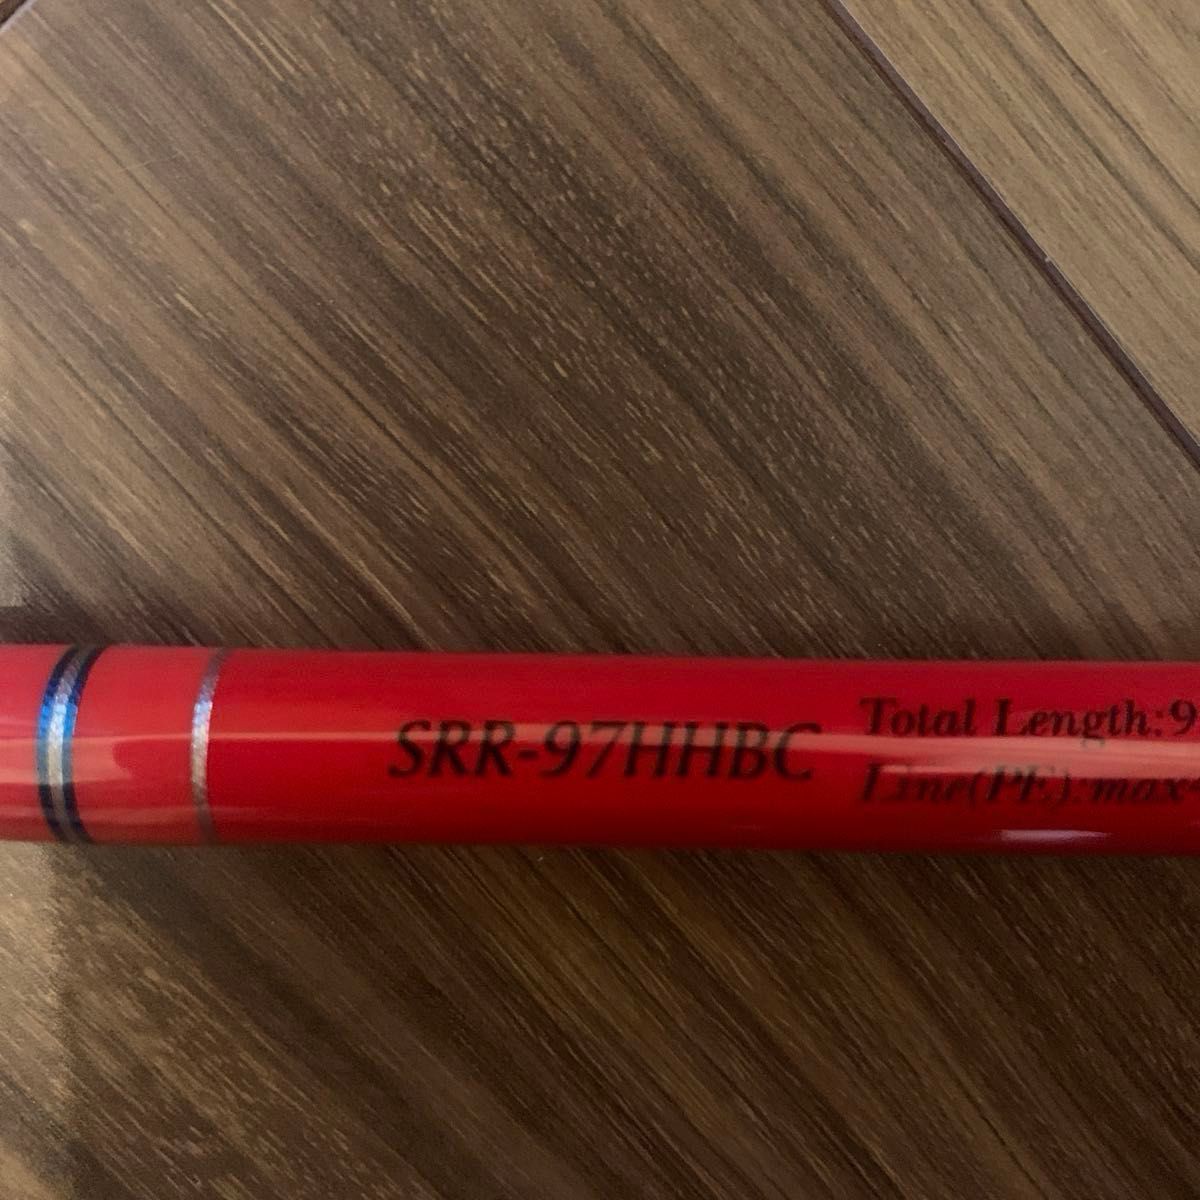 SRR-97HHBC
Total Length:9
Line(PE):max